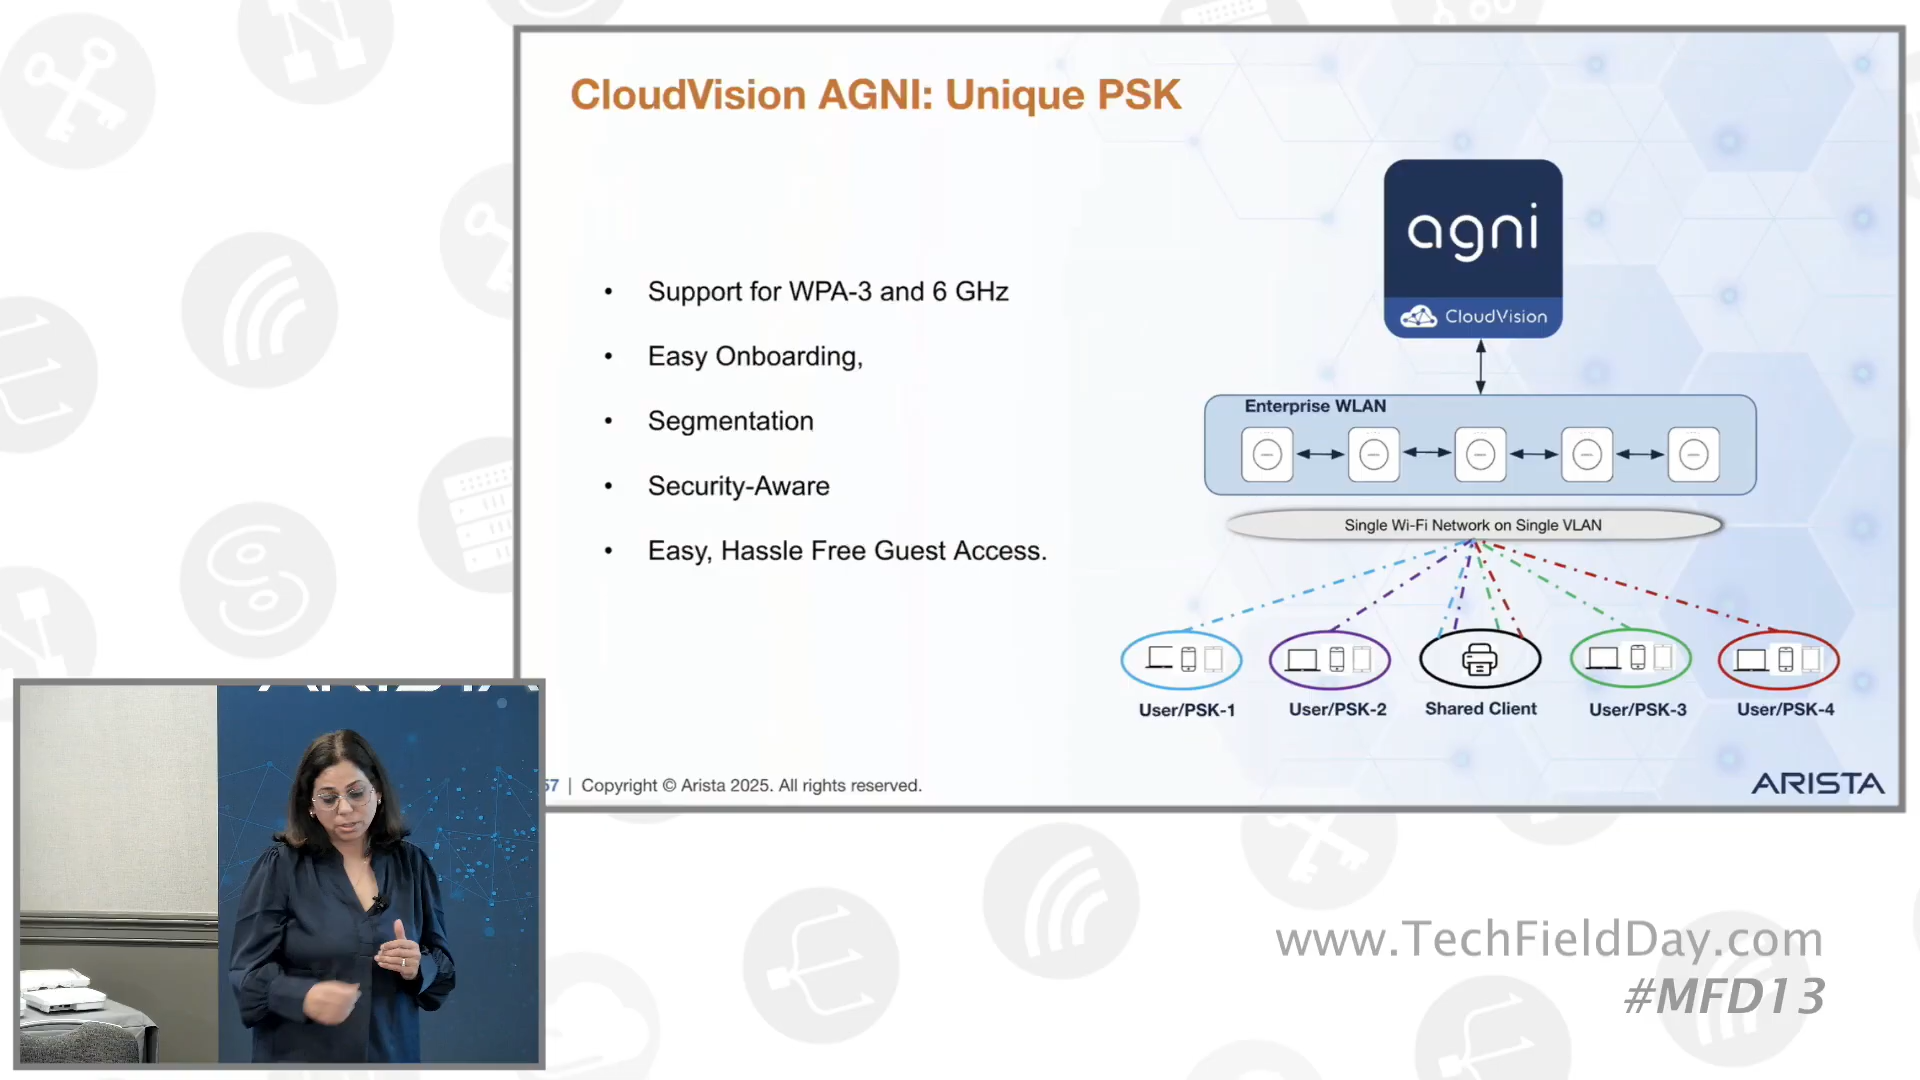 CloudVision AGNI: Unique PSK
• Support for WPA-3 and 6 GHz
• Easy Onboarding,
• Segmentation
• Security-Aware
• Easy, Hassle Free Guest Access.
agni
CloudVision
Enterprise WLAN
Single Wi-Fi Network on Single VLAN
User/PSK-1
User/PSK-2
Shared Client
User/PSK-3
User/PSK-4
57 | Copyright © Arista 2025. All rights reserved.
ARISTA
ARISTA
www.TechFieldDay.com
#MFD13